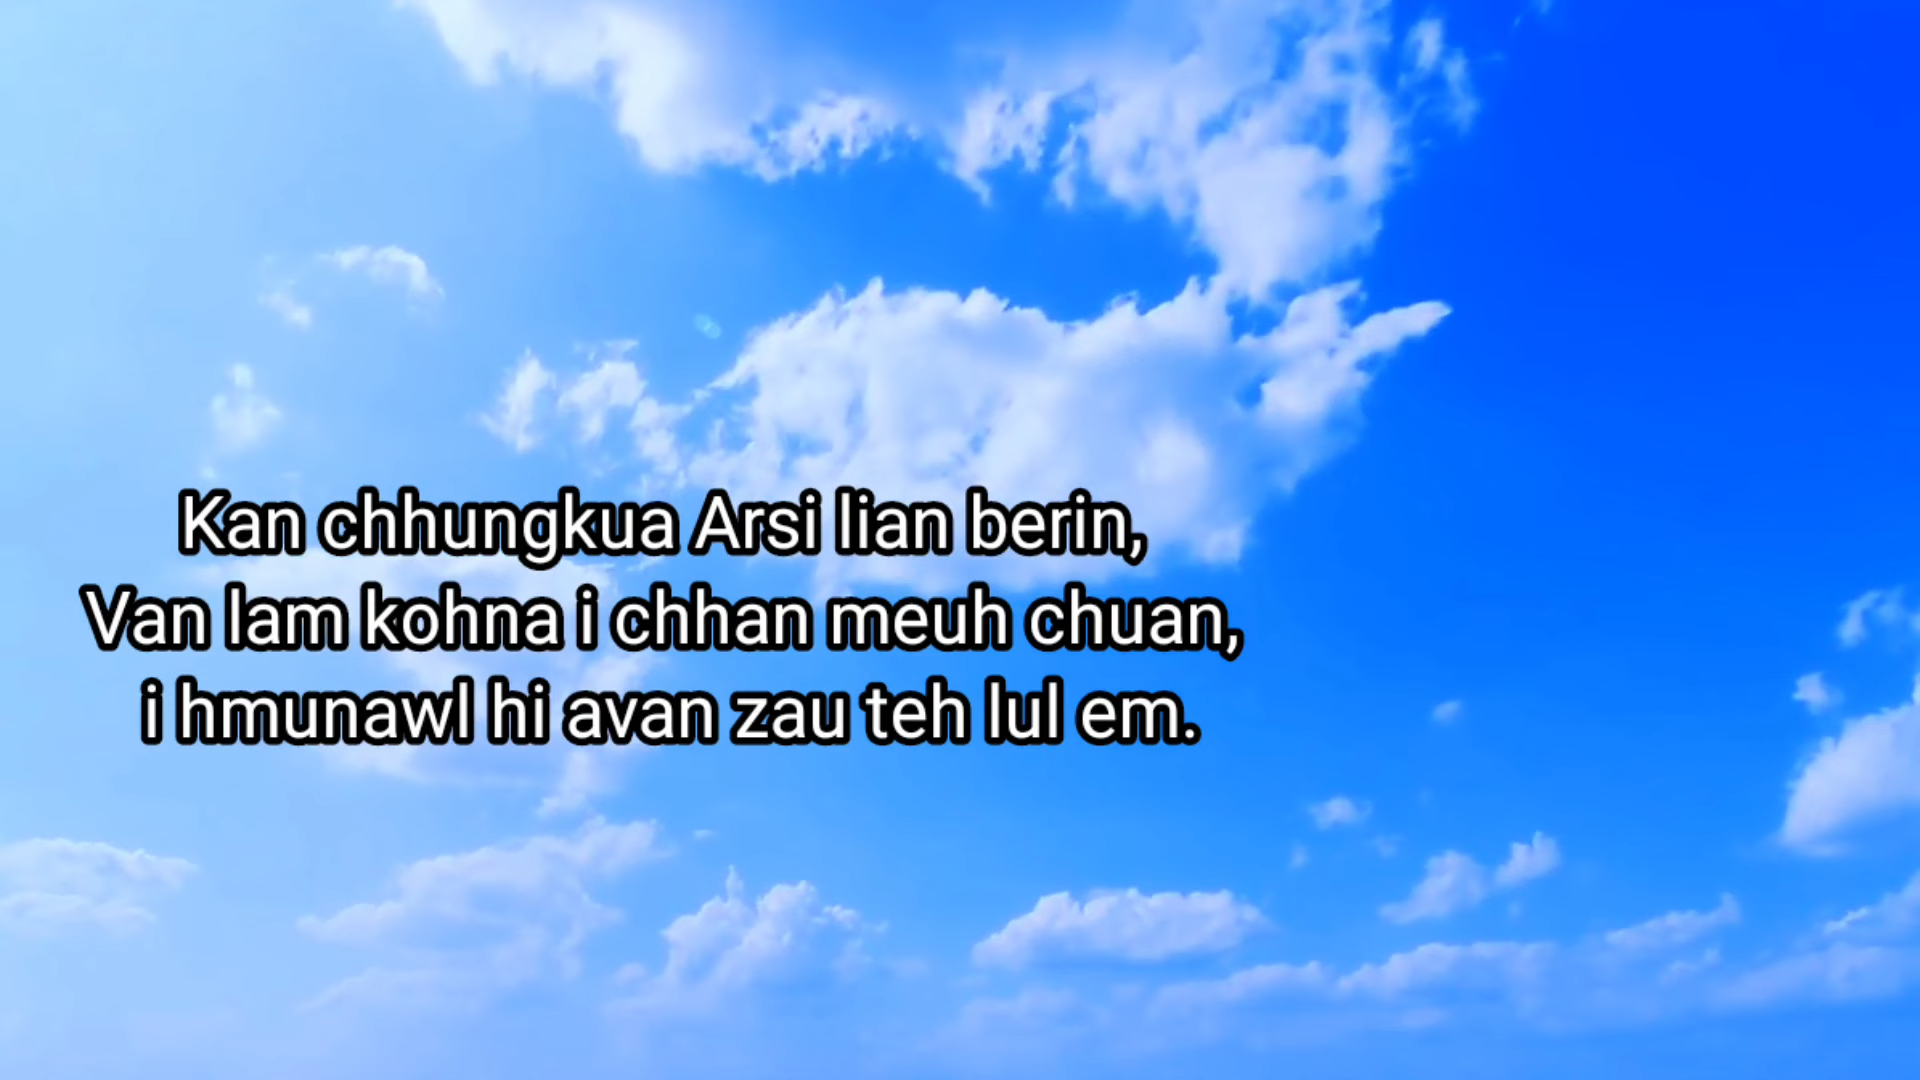 Kan chhungkua Arsi lian berin,
Van lam kohna i chhan meuh chuan,
i hmunawl hi avan zau teh lul em.